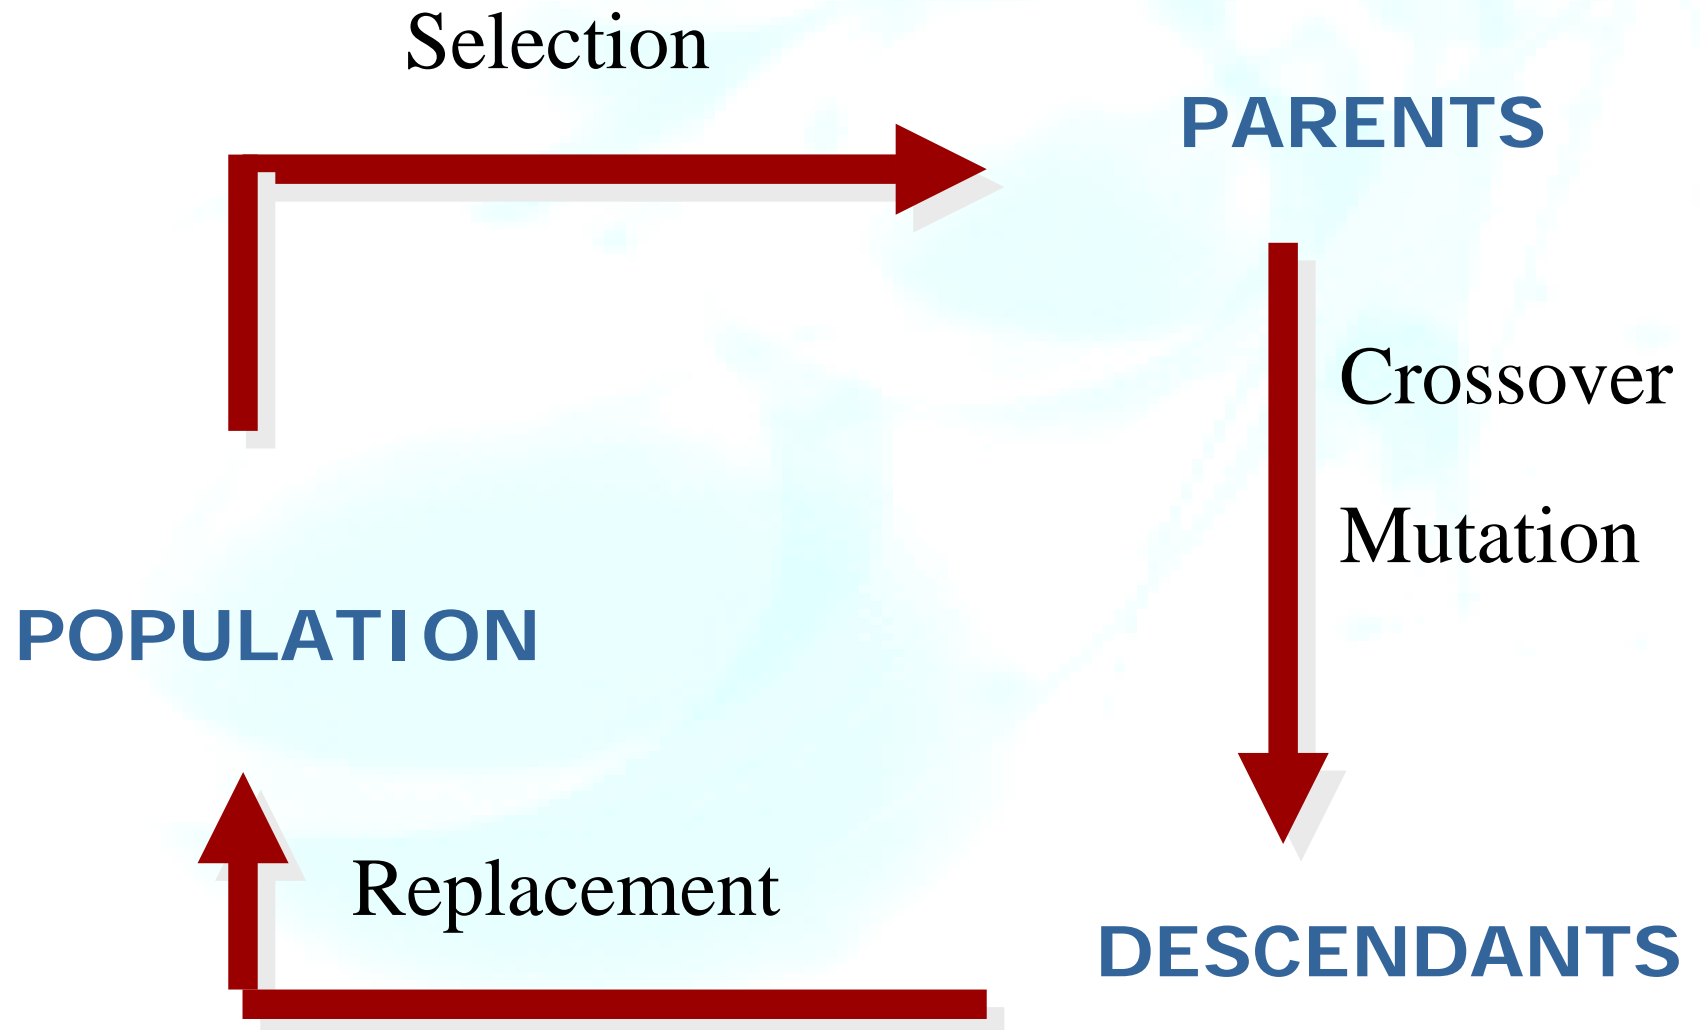 Selection
PARENTS
Crossover
Mutation
POPULATION
Replacement
DESCENDANTS